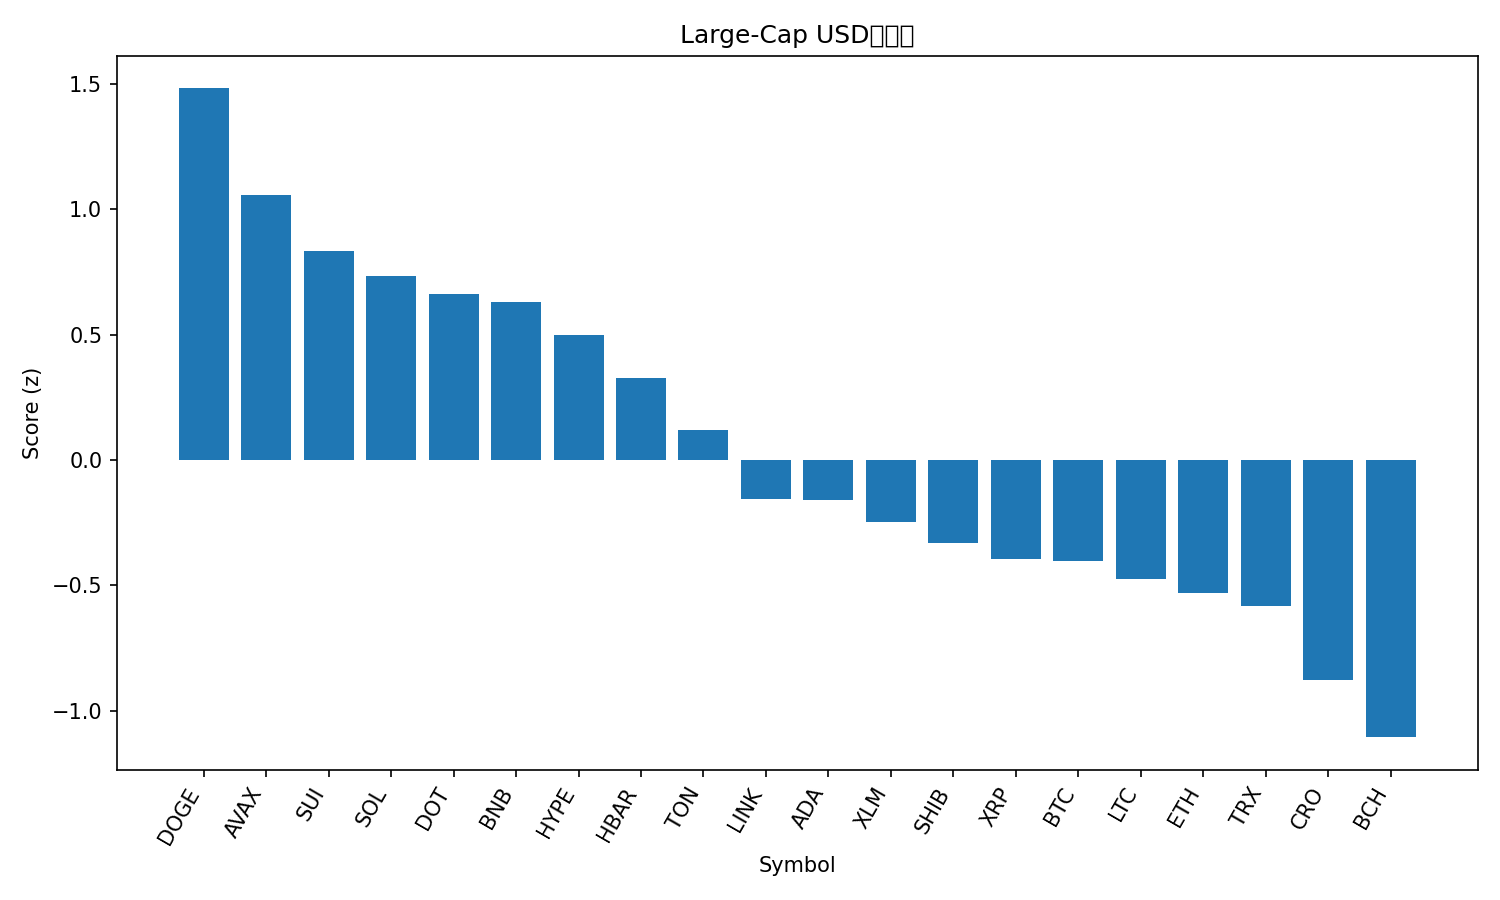 Large-Cap USD
Score (z)
1.5
1.0
0.5
0.0
−0.5
−1.0
DOGE
AVAX
SUI
SOL
DOT
BNB
HYPE
HBAR
TON
LINK
ADA
XLM
SHIB
XRP
BTC
LTC
ETH
TRX
CRO
BCH
Symbol